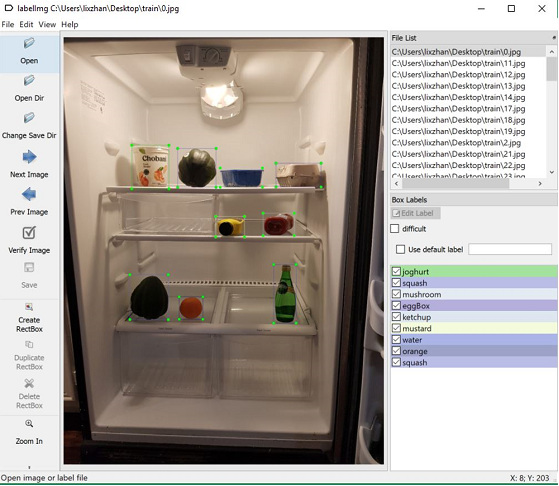 labelImg C:\Users\lixzhan\Desktop\train\0.jpg
File Edit View Help
Open
Open Dir
Change Save Dir
Next Image
Prev Image
Verify Image
Save
Create
RectBox
Duplicate
RectBox
Delete
RectBox
Zoom In
Choban
File List
C:\Users\lixzhan\Desktop\train\0.jpg
C:\Users\lixzhan\Desktop\train\11.jpg
C:\Users\lixzhan\Desktop\train\12.jpg
C:\Users\lixzhan\Desktop\train\13.jpg
C:\Users\lixzhan\Desktop\train\14.jpg
C:\Users\lixzhan\Desktop\train\17.jpg
C:\Users\lixzhan\Desktop\train\18.jpg
C:\Users\lixzhan\Desktop\train\19.jpg
C:\Users\lixzhan\Desktop\train\2.jpg
C:\Users\lixzhan\Desktop\train\21.jpg
C:\Users\lixzhan\Desktop\train\22.jpg
C:\Users\lixzhan\Desktop\train\23.jpg
Box Labels
Edit Label
difficult
Use default label
joghurt
squash
mushroom
eggBox
ketchup
mustard
water
orange
squash
Open image or label file
X: 8; Y: 203